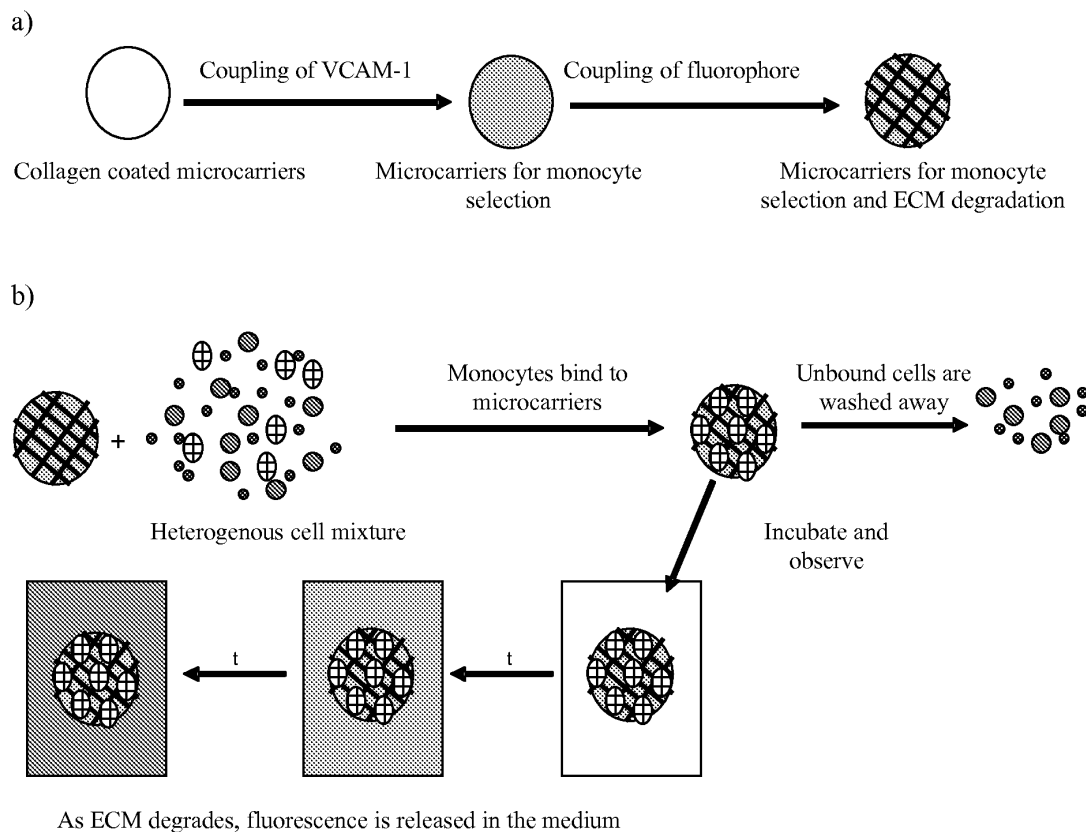 a)
Coupling of VCAM-1
Coupling of fluorophore
Collagen coated microcarriers
Microcarriers for monocyte
selection
Microcarriers for monocyte
selection and ECM degradation
b)
Monocytes bind to
microcarriers
Unbound cells are
washed away
+
Heterogenous cell mixture
Incubate and
observe
t
t
As ECM degrades, fluorescence is released in the medium